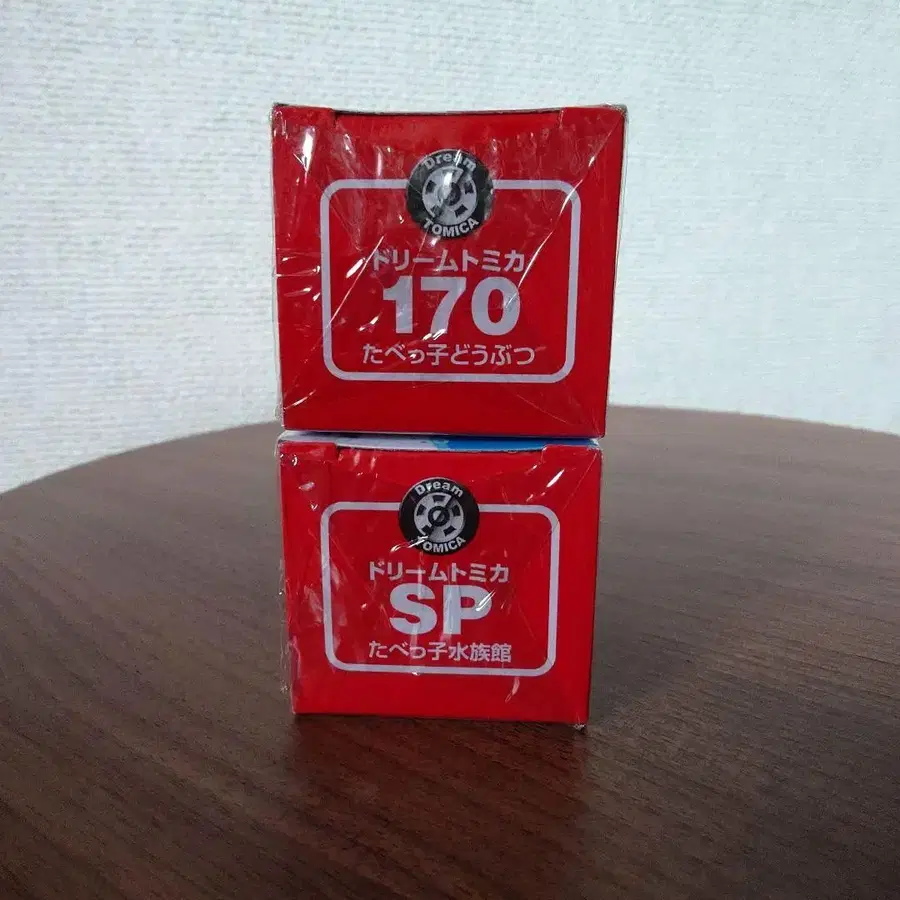 Dream
TOMICA
ドリームトミカ
170
たべっ子どうぶつ
Dream
TOMICA
ドリームトミカ
SP
たべっ子水族館